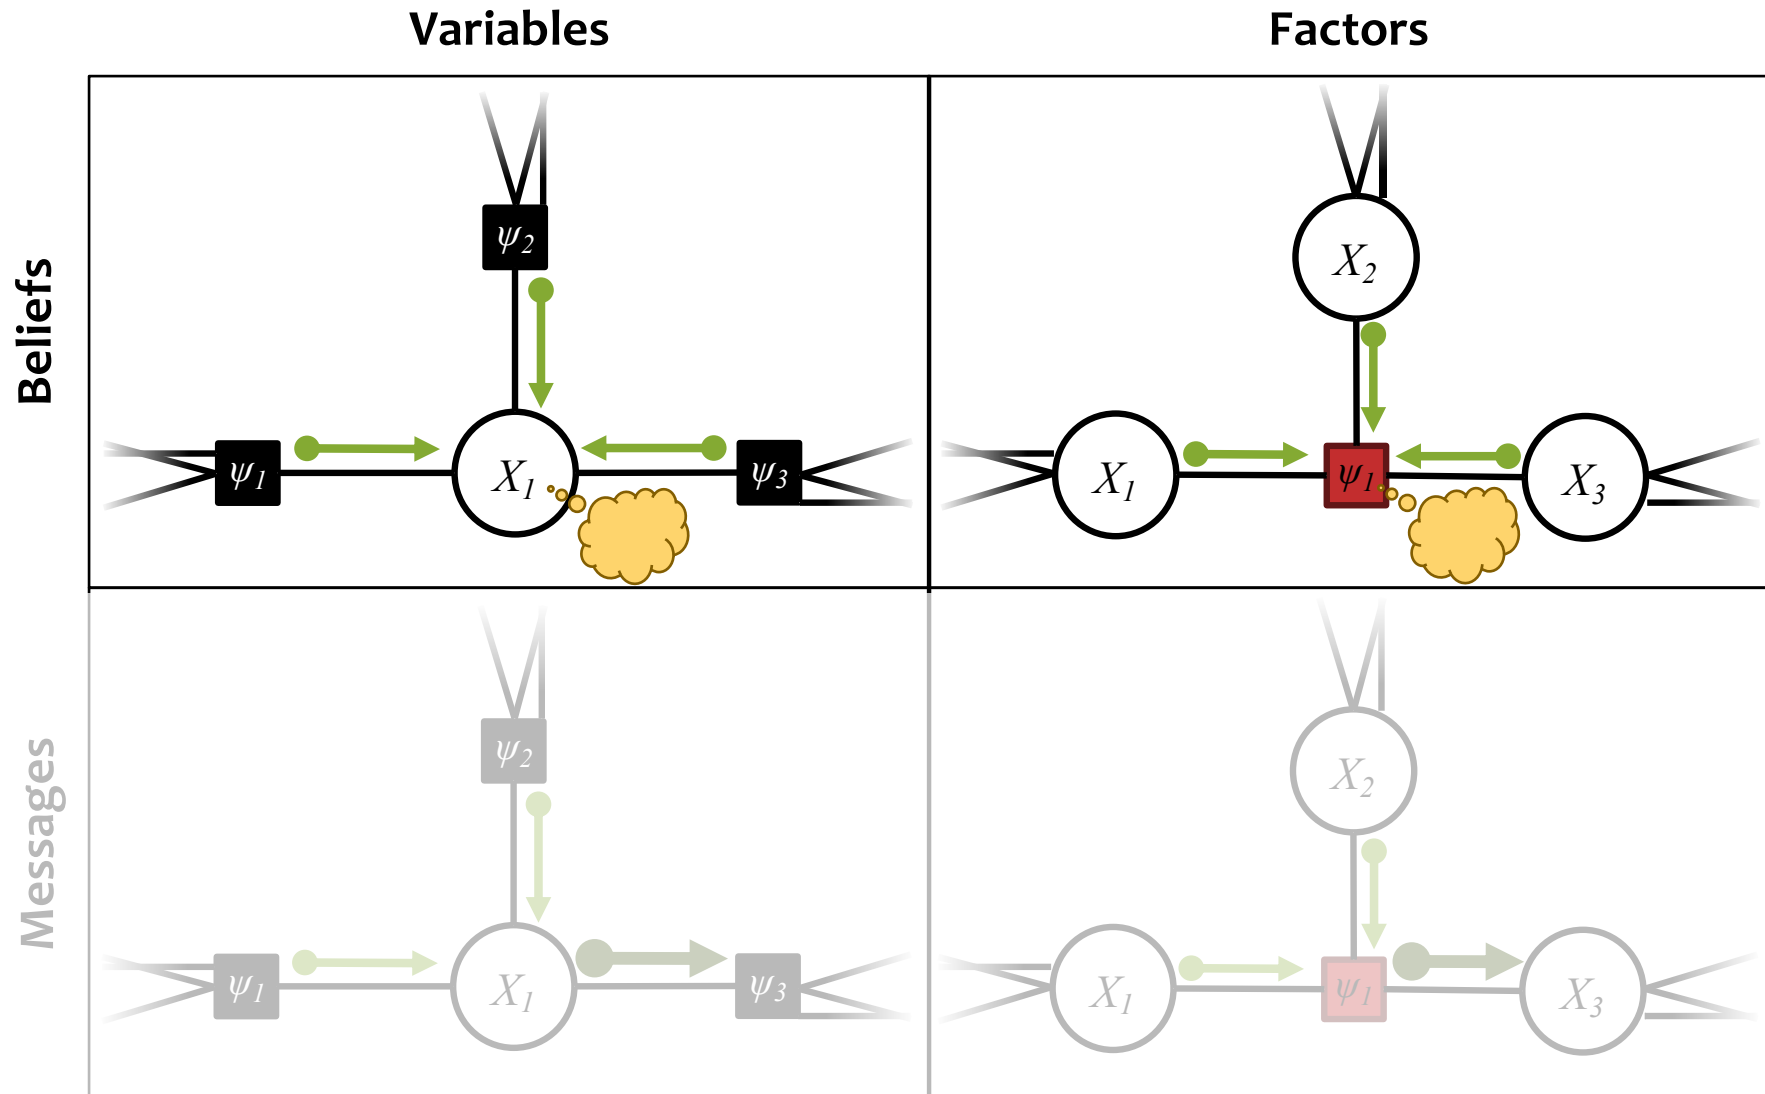 Variables
Factors
Beliefs
ψ2
ψ1
X1
ψ3
X2
X1
ψ1
X3
Messages
ψ2
ψ1
X1
ψ3
X2
X1
ψ1
X3